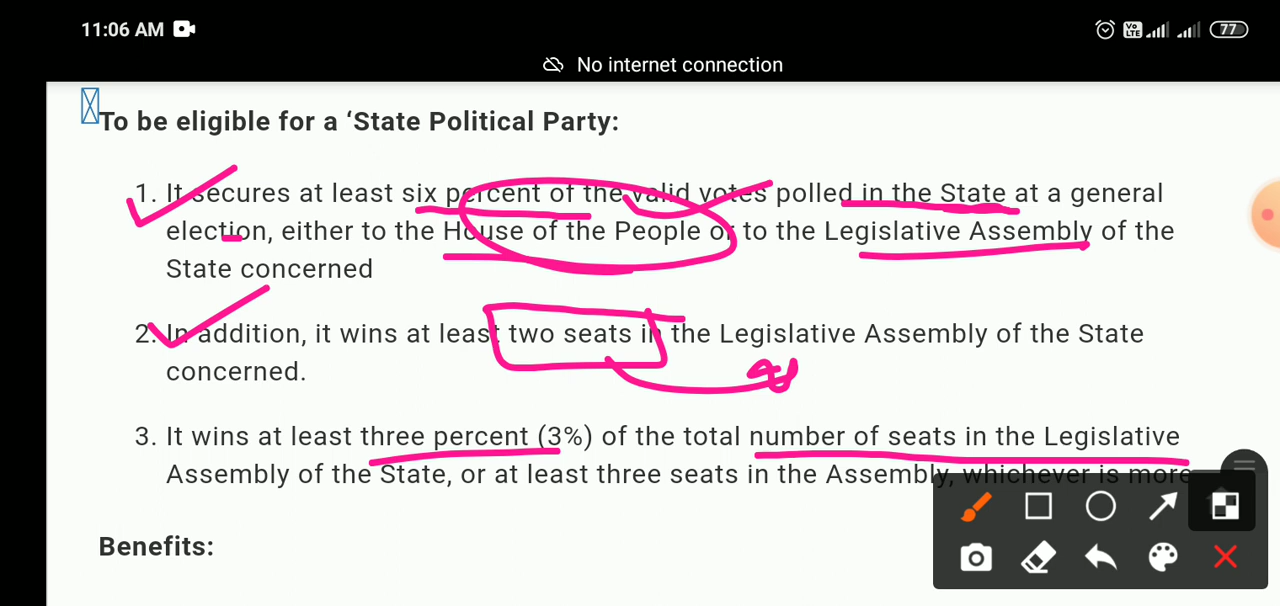 11:06 AM
Vo LTE
77
No internet connection
To be eligible for a ‘State Political Party:
1. It secures at least six percent of the valid votes polled in the State at a general
election, either to the House of the People or to the Legislative Assembly of the
State concerned
2. In addition, it wins at least two seats in the Legislative Assembly of the State
concerned.
3. It wins at least three percent (3%) of the total number of seats in the Legislative
Assembly of the State, or at least three seats in the Assembly, whichever is more
Benefits: